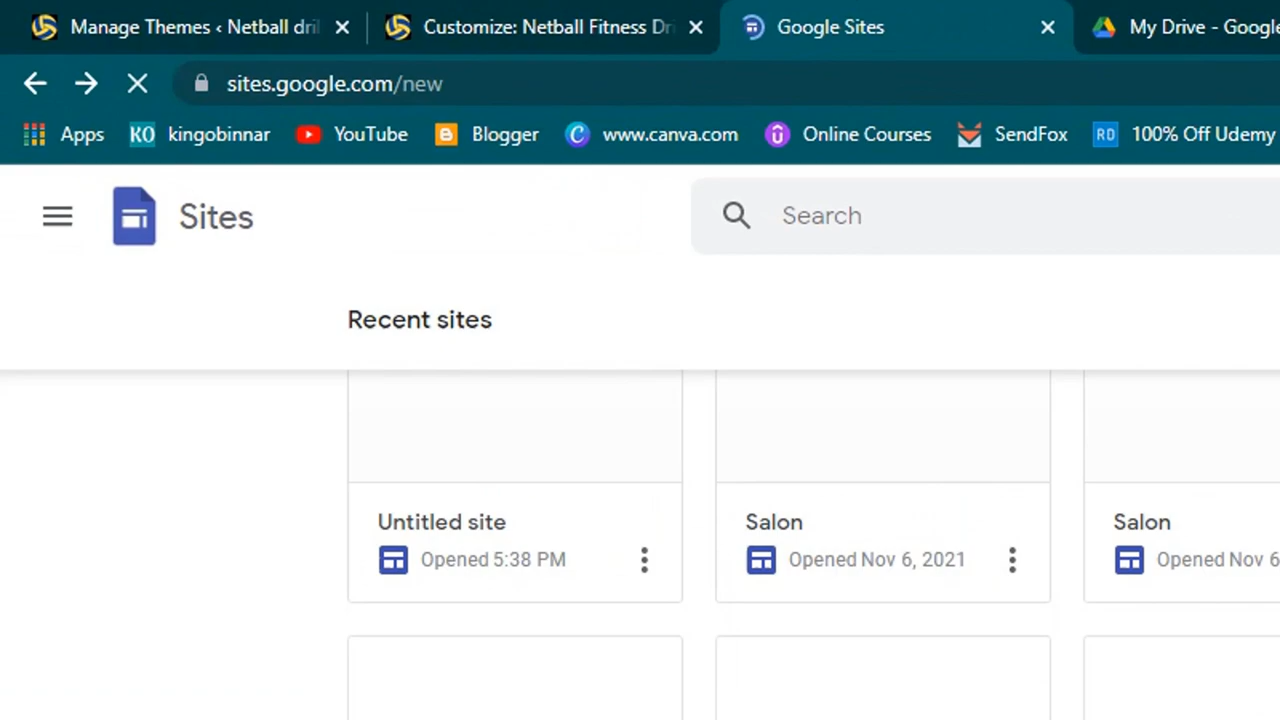 Manage Themes ‹ Netball dril
Customize: Netball Fitness Dr
Google Sites
My Drive - Google
sites.google.com/new
Apps
KO kingobinnar
YouTube
Blogger
www.canva.com
Online Courses
SendFox
RD 100% Off Udemy
Sites
Search
Recent sites
Untitled site
Opened 5:38 PM
Salon
Opened Nov 6, 2021
Salon
Opened Nov 6